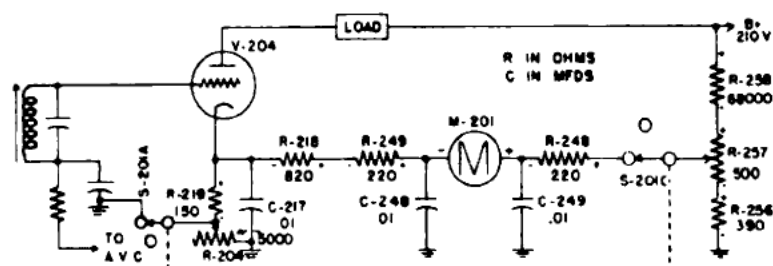 LOAD
B+
210 V
V-204
R IN OHMS
C IN MFDS
R-258
68000
M-201
R-218
820
R-249
220
M
R-248
220
R-257
500
S-201C
S-201A
R-219
150
C-217
.01
C-248
.01
C-249
.01
R-256
390
TO
A V C
R-204
5000